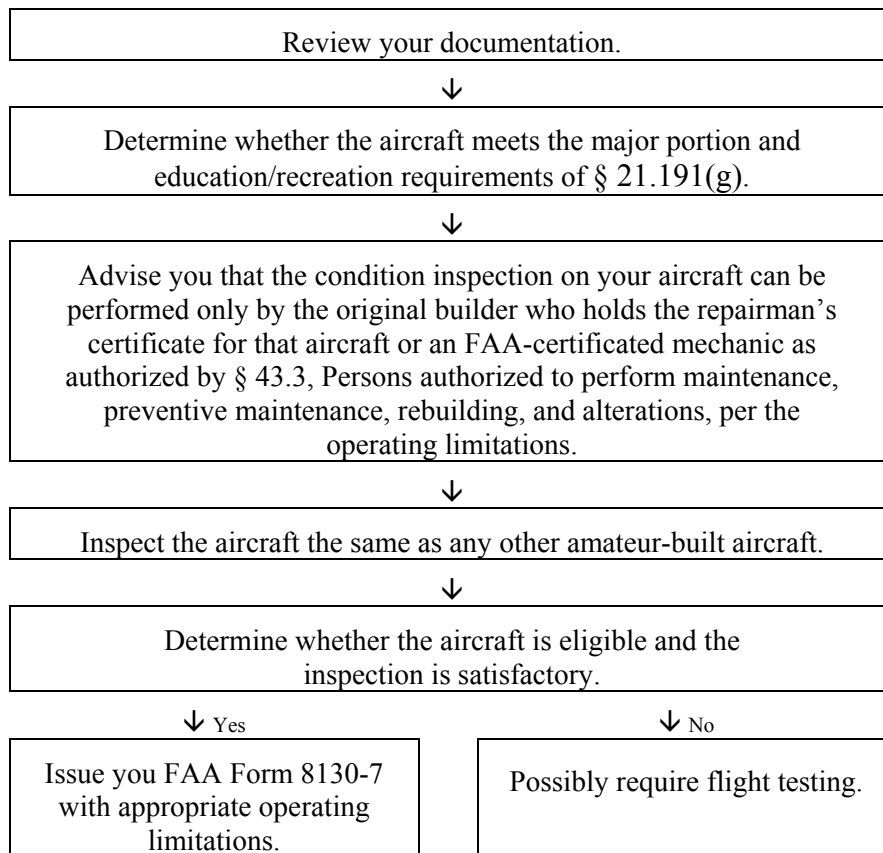 Review your documentation.
↓
Determine whether the aircraft meets the major portion and
education/recreation requirements of § 21.191(g).
↓
Advise you that the condition inspection on your aircraft can be
performed only by the original builder who holds the repairman’s
certificate for that aircraft or an FAA-certificated mechanic as
authorized by § 43.3, Persons authorized to perform maintenance,
preventive maintenance, rebuilding, and alterations, per the
operating limitations.
↓
Inspect the aircraft the same as any other amateur-built aircraft.
↓
Determine whether the aircraft is eligible and the
inspection is satisfactory.
↓ Yes
↓ No
Issue you FAA Form 8130-7
with appropriate operating
limitations.
Possibly require flight testing.